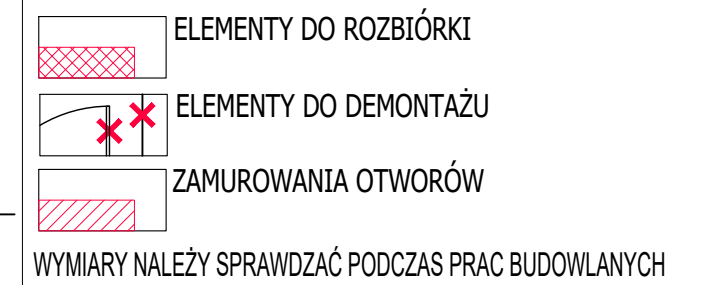 ELEMENTY DO ROZBIÓRKI
ELEMENTY DO DEMONTAŻU
ZAMUROWANIA OTWORÓW
WYMIARY NALEŻY SPRAWDZAĆ PODCZAS PRAC BUDOWLANYCH